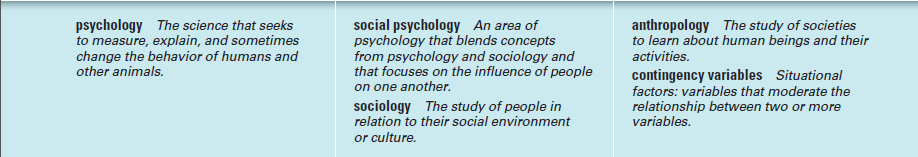 psychology The science that seeks
to measure, explain, and sometimes
change the behavior of humans and
other animals.
social psychology An area of
psychology that blends concepts
from psychology and sociology and
that focuses on the influence of people
on one another.
sociology The study of people in
relation to their social environment
or culture.
anthropology The study of societies
to learn about human beings and their
activities.
contingency variables Situational
factors: variables that moderate the
relationship between two or more
variables.